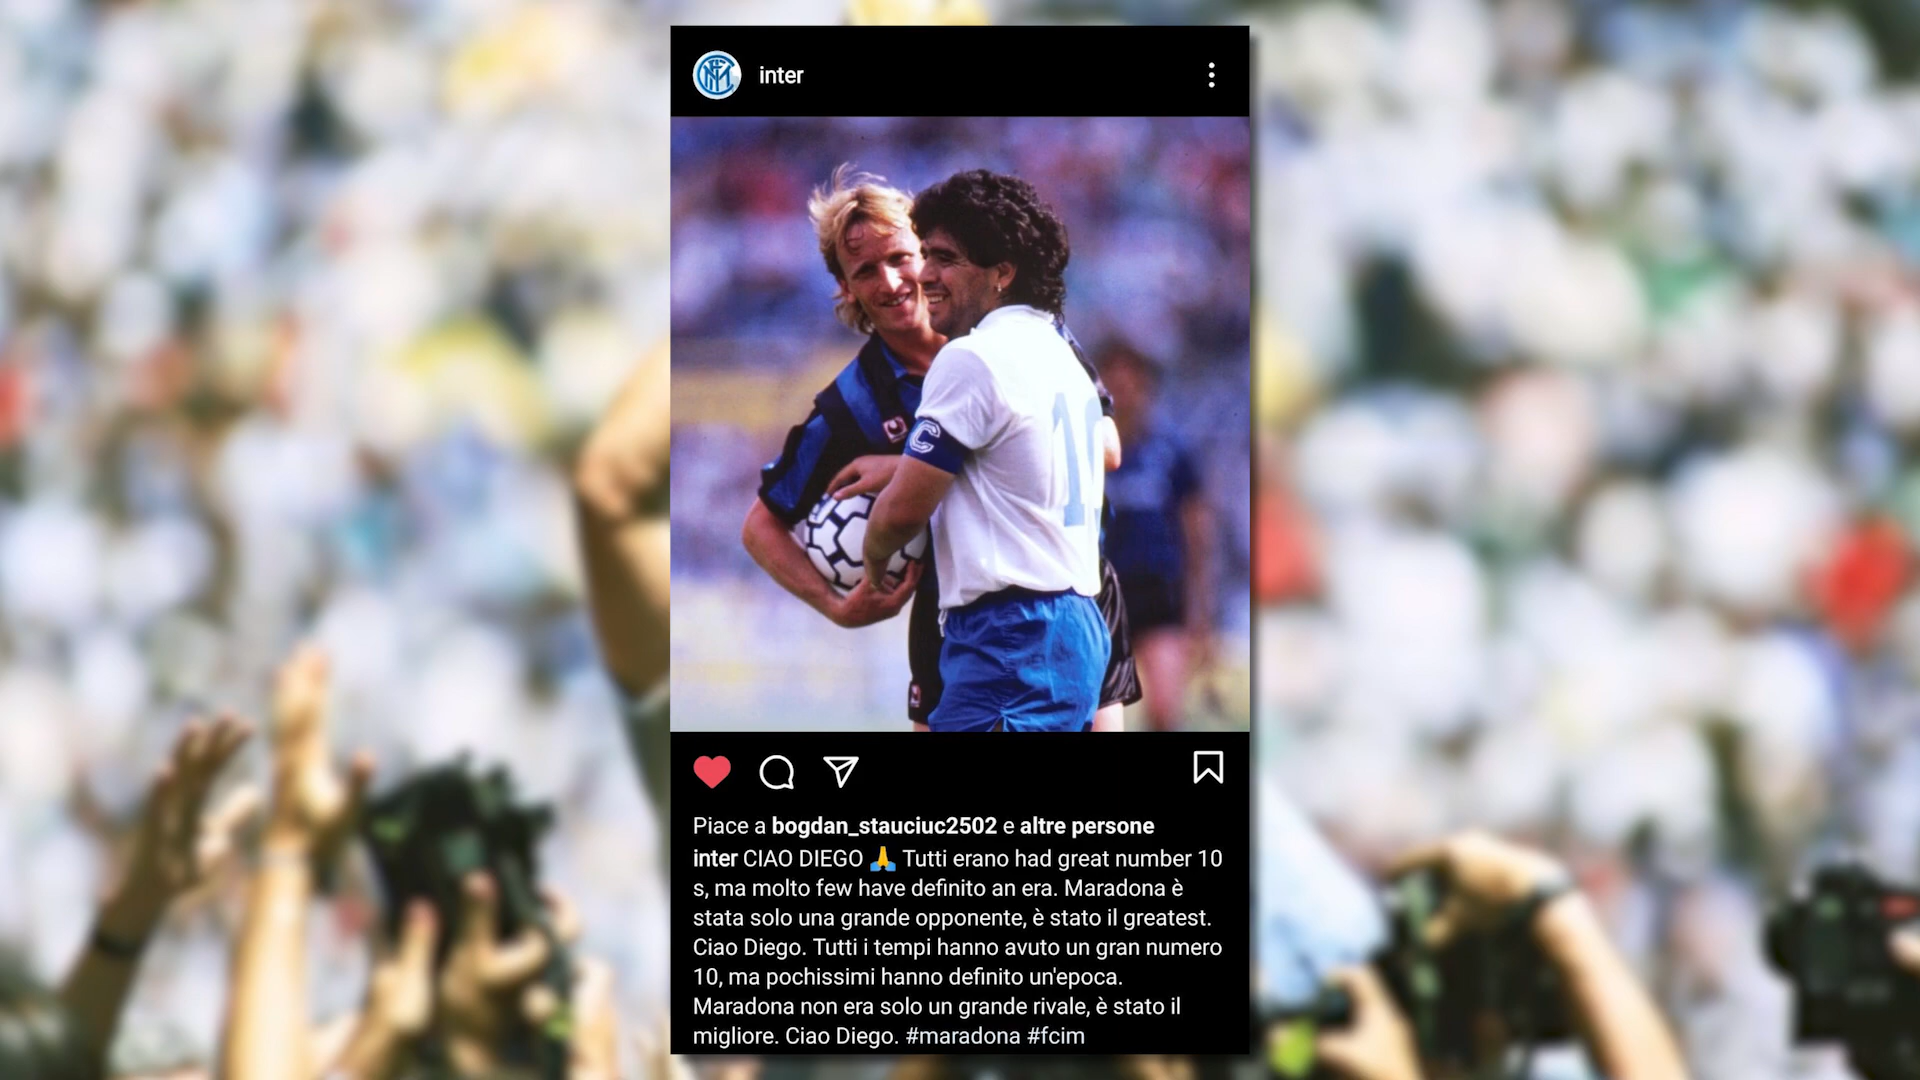 inter
C
10
Piace a bogdan_stauciuc2502 e altre persone
inter CIAO DIEGO 🙏 Tutti erano had great number 10
s, ma molto few have definito an era. Maradona è
stata solo una grande opponente, è stato il greatest.
Ciao Diego. Tutti i tempi hanno avuto un gran numero
10, ma pochissimi hanno definito un'epoca.
Maradona non era solo un grande rivale, è stato il
migliore. Ciao Diego. #maradona #fcim